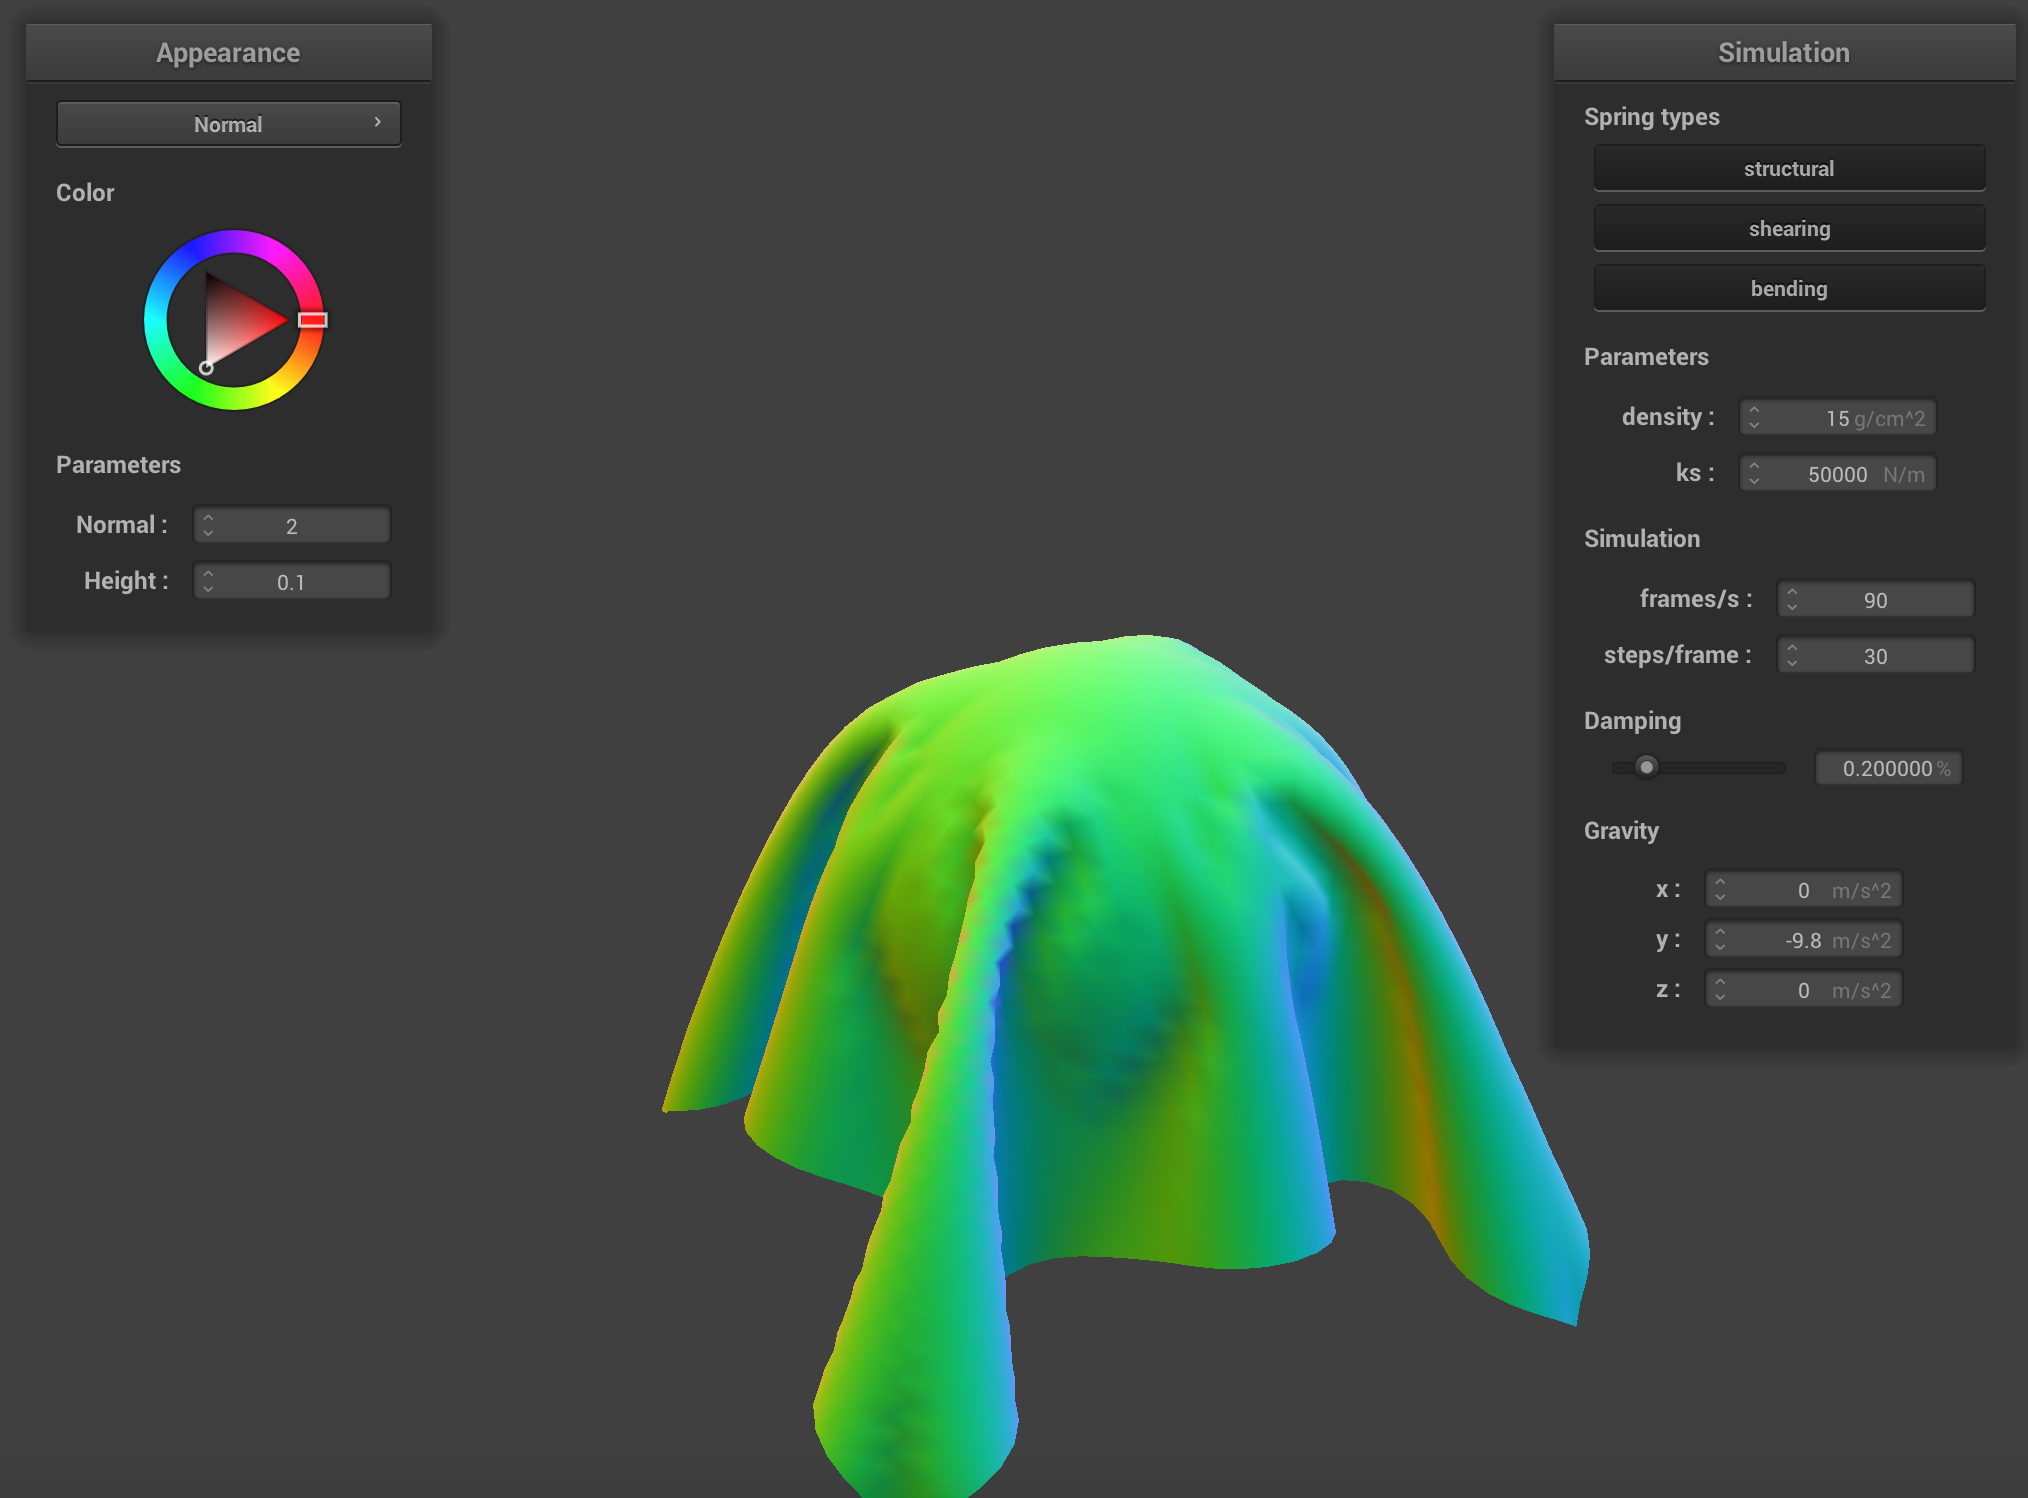 Appearance
Normal
Color
Parameters
Normal : 2
Height : 0.1
Simulation
Spring types
structural
shearing
bending
Parameters
density : 15 g/cm^2
ks : 50000 N/m
Simulation
frames/s : 90
steps/frame : 30
Damping
0.200000 %
Gravity
x : 0 m/s^2
y : -9.8 m/s^2
z : 0 m/s^2